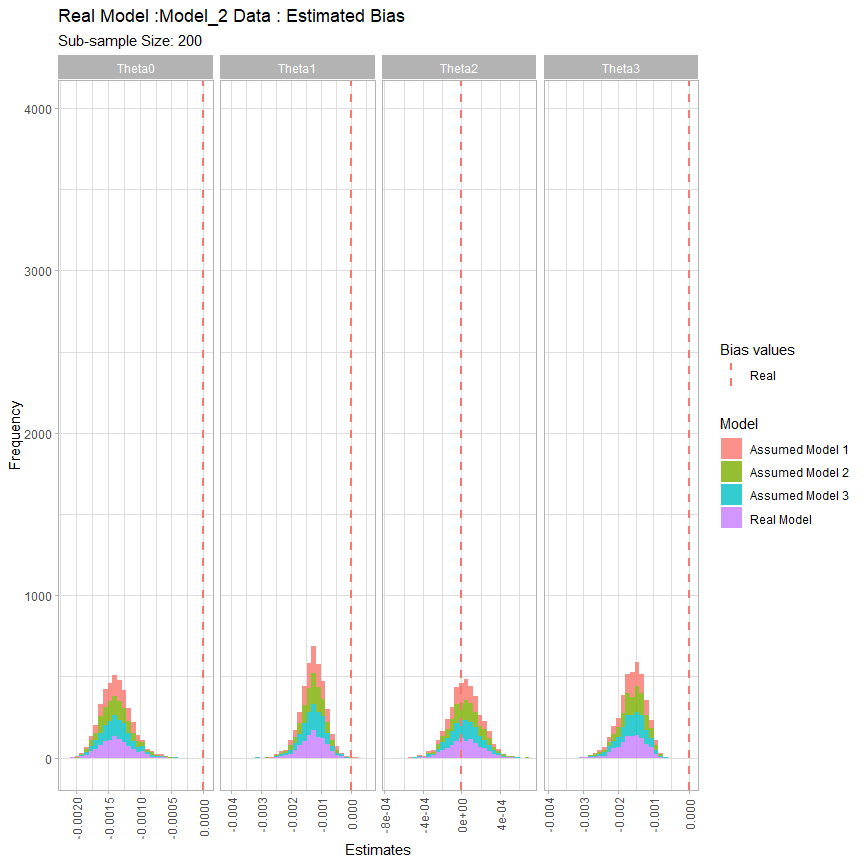 Real Model :Model_2 Data : Estimated Bias
Sub-sample Size: 200
Theta0 Theta1 Theta2 Theta3
4000
3000
2000
1000
0
Frequency
-0.0020 -0.0015 -0.0010 -0.0005 0.0000
-0.004 -0.003 -0.002 -0.001 0.000
-8e-04 -4e-04 0e+00 4e-04
-0.004 -0.003 -0.002 -0.001 0.000
Estimates
Bias values
Real
Model
Assumed Model 1
Assumed Model 2
Assumed Model 3
Real Model